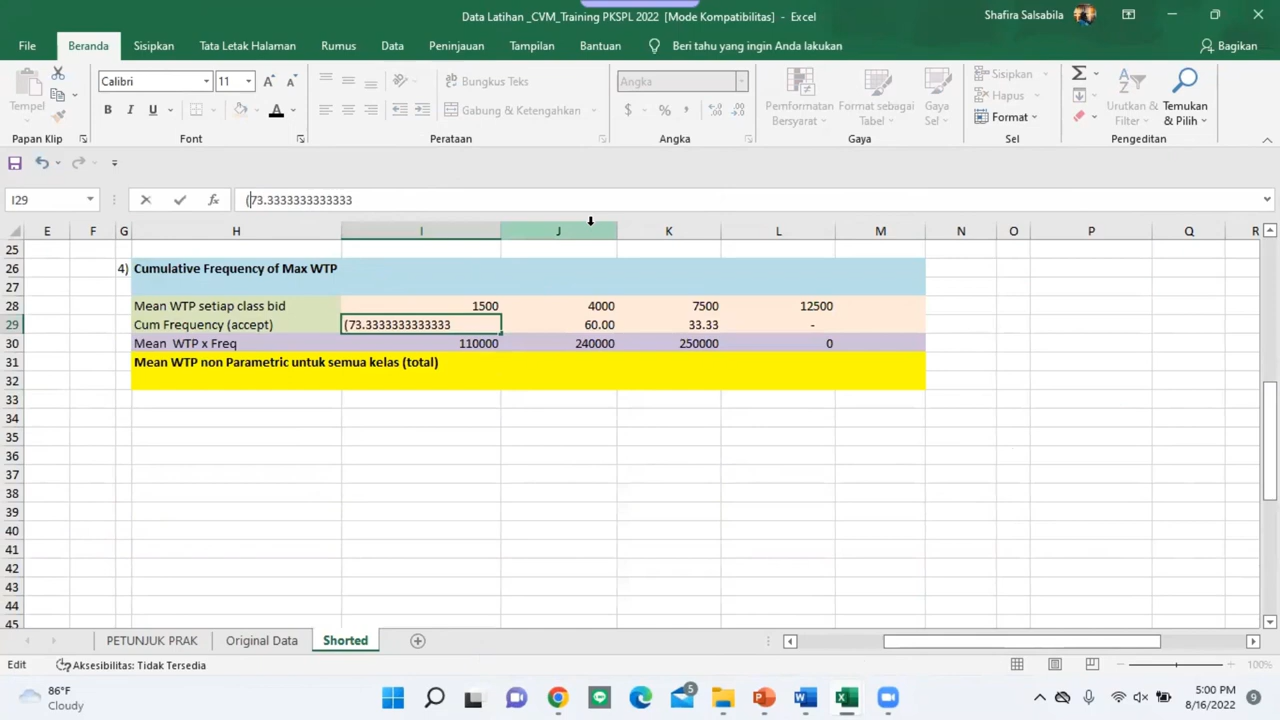 Data Latihan _CVM_Training PKSPL 2022 [Mode Kompatibilitas] - Excel
Shafira Salsabila
File Beranda Sisipkan Tata Letak Halaman Rumus Data Peninjauan Tampilan Bantuan Beri tahu yang ingin Anda lakukan Bagikan
Calibri 11 Bungkus Teks Angka Sisipkan
Tempel Hapus
B I U Gabung & Ketengahkan $ % Format
Pemformatan Bersyarat Format sebagai Tabel Gaya Sel Urutkan & Filter Temukan & Pilih
Papan Klip Font Perataan Angka Gaya Sel Pengeditan
I29 fx (73.3333333333333
E F G H I J K L M N O P Q R
25
26 4) Cumulative Frequency of Max WTP
27
28 Mean WTP setiap class bid 1500 4000 7500 12500
29 Cum Frequency (accept) (73.3333333333333 60.00 33.33 -
30 Mean WTP x Freq 110000 240000 250000 0
31 Mean WTP non Parametric untuk semua kelas (total)
32
33
34
35
36
37
38
39
40
41
42
43
44
45
PETUNJUK PRAK Original Data Shorted
Edit Aksesibilitas: Tidak Tersedia 100%
86°F
Cloudy
5
5:00 PM
8/16/2022
9